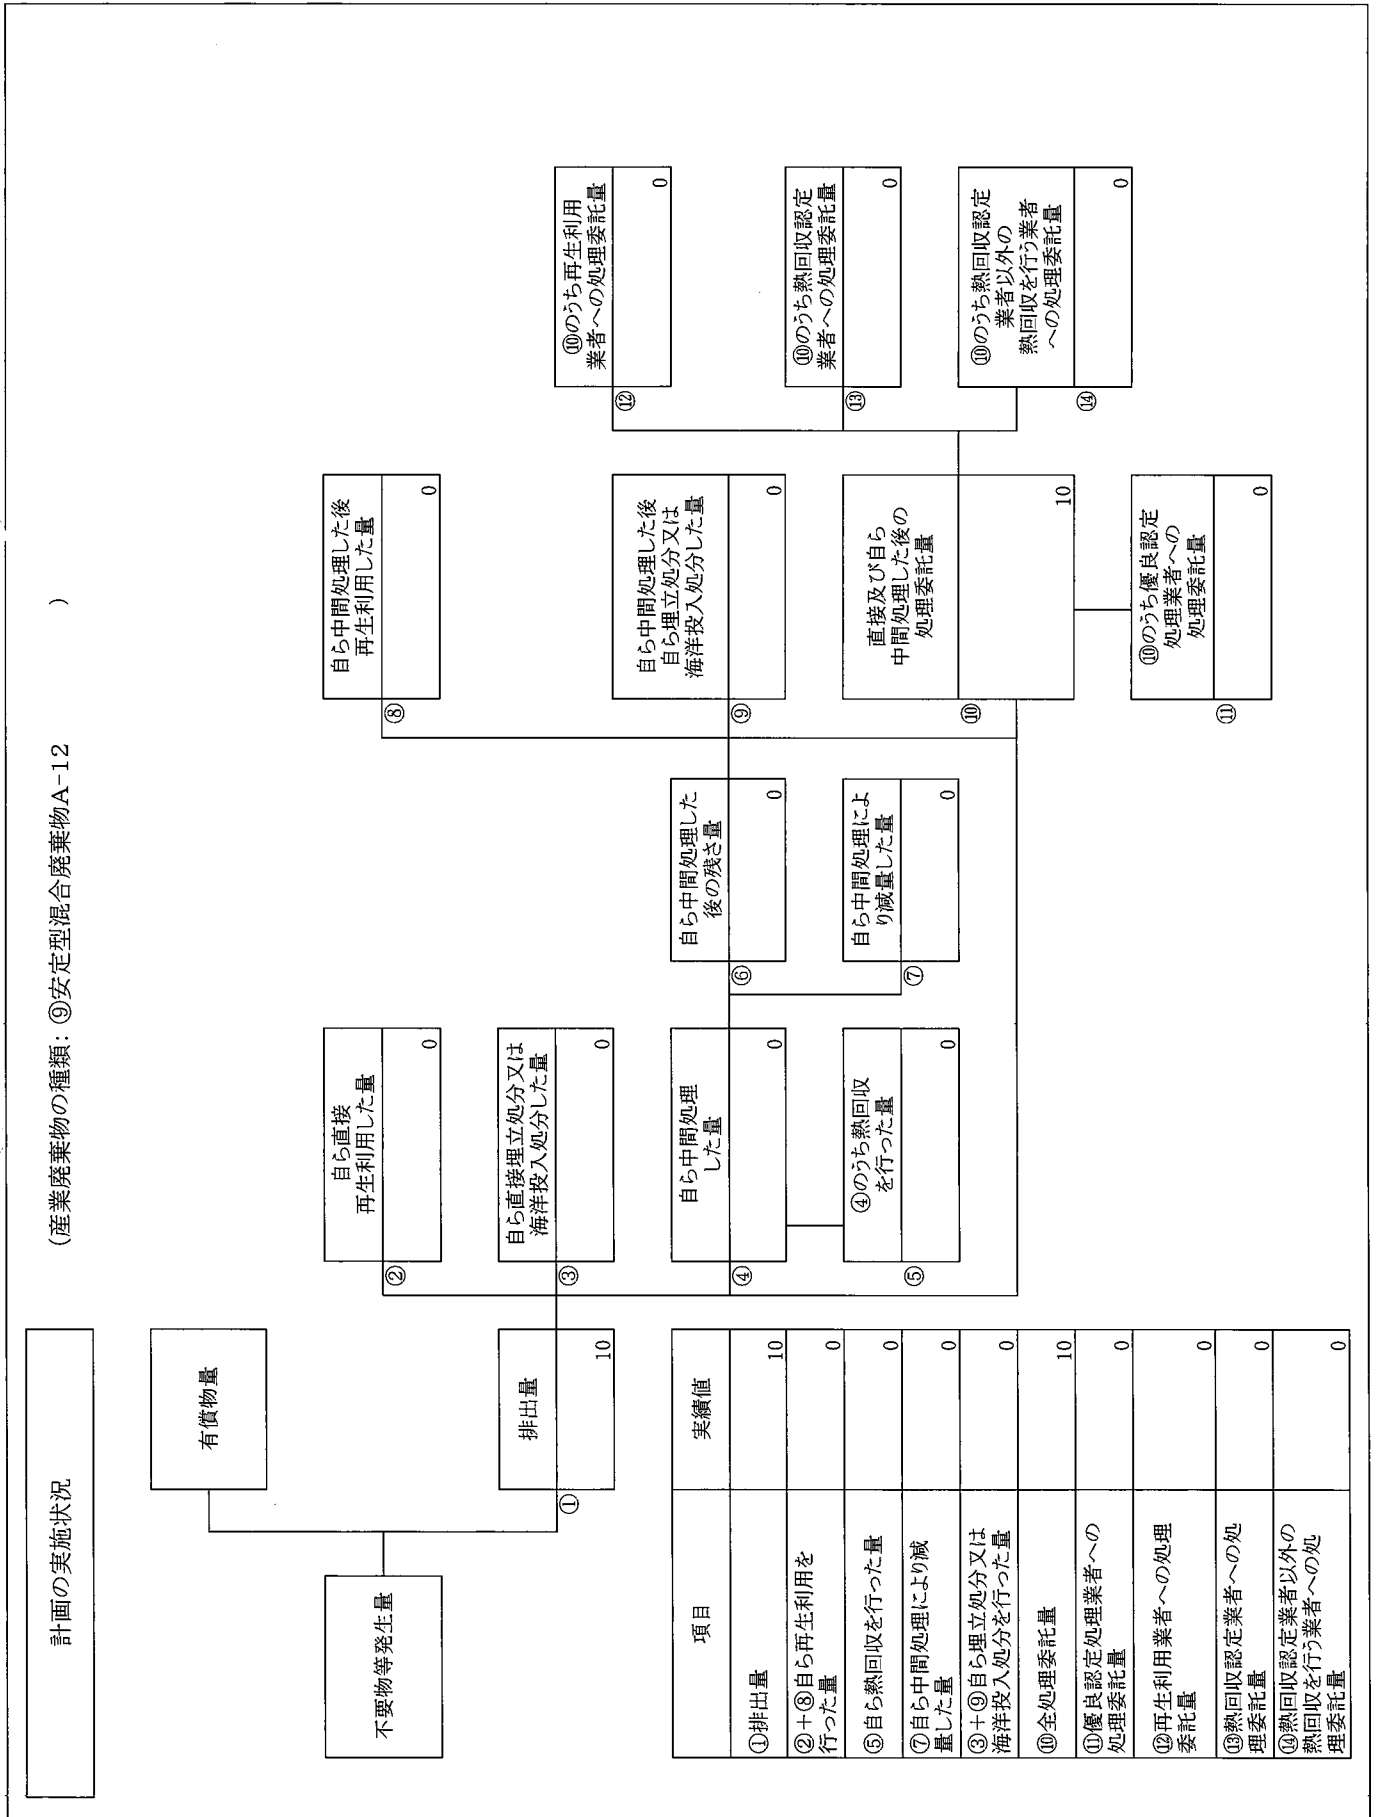 計画の実施状況
(産業廃棄物の種類:⑨安定型混合廃棄物A-12 )
不要物等発生量
有償物量
排出量
①
10
自ら直接
再生利用した量
②
0
自ら直接埋立処分又は
海洋投入処分した量
③
0
自ら中間処理
した量
④
0
④のうち熱回収
を行った量
⑤
0
自ら中間処理した
後の残さ量
⑥
0
自ら中間処理によ
り減量した量
⑦
0
自ら中間処理した後
再生利用した量
⑧
0
自ら中間処理した後
自ら埋立処分又は
海洋投入処分した量
⑨
0
直接及び自ら
中間処理した後の
処理委託量
⑩
10
⑩のうち優良認定
処理業者への
処理委託量
⑪
0
⑩のうち再生利用
業者への処理委託量
⑫
0
⑩のうち熱回収認定
業者への処理委託量
⑬
0
⑩のうち熱回収認定
業者以外の
熱回収を行う業者
への処理委託量
⑭
0
項目 実績値
①排出量 10
②+⑧自ら再生利用を
行った量 0
⑤自ら熱回収を行った量 0
⑦自ら中間処理により減
量した量 0
③+⑨自ら埋立処分又は
海洋投入処分を行った量 0
⑩全処理委託量 10
⑪優良認定処理業者への
処理委託量 0
⑫再生利用業者への処理
委託量 0
⑬熱回収認定業者への処
理委託量 0
⑭熱回収認定業者以外の
熱回収を行う業者への処
理委託量 0